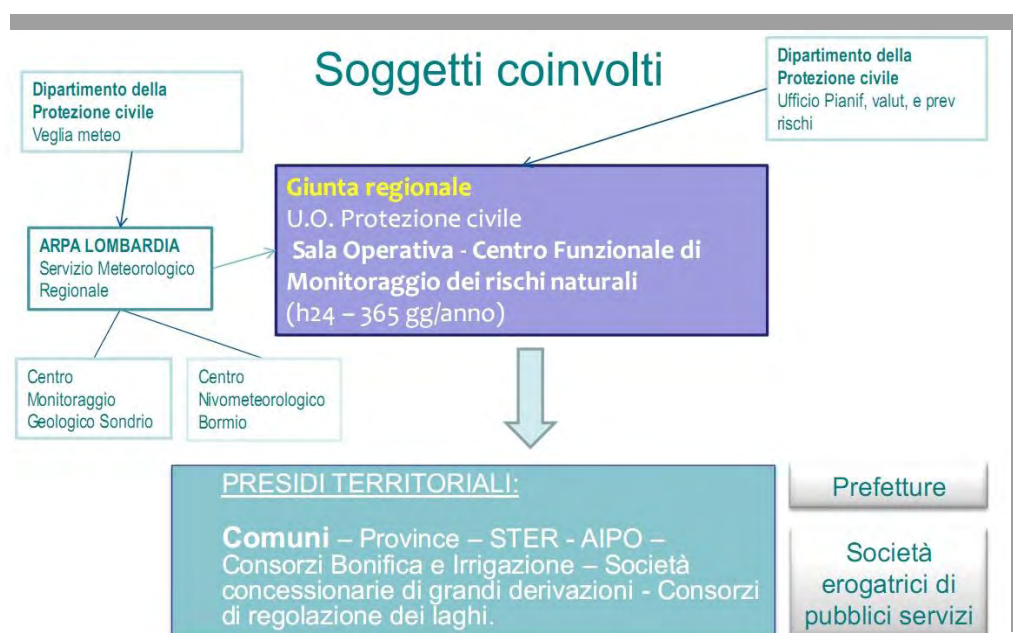 Soggetti coinvolti
Dipartimento della
Protezione civile
Veglia meteo
Dipartimento della
Protezione civile
Ufficio Pianif, valut, e prev
rischi
Giunta regionale
U.O. Protezione civile
Sala Operativa - Centro Funzionale di
Monitoraggio dei rischi naturali
(h24 – 365 gg/anno)
ARPA LOMBARDIA
Servizio Meteorologico
Regionale
Centro
Monitoraggio
Geologico Sondrio
Centro
Nivometeorologico
Bormio
PRESIDI TERRITORIALI:
Comuni – Province – STER - AIPO –
Consorzi Bonifica e Irrigazione – Società
concessionarie di grandi derivazioni - Consorzi
di regolazione dei laghi.
Prefetture
Società
erogatrici di
pubblici servizi